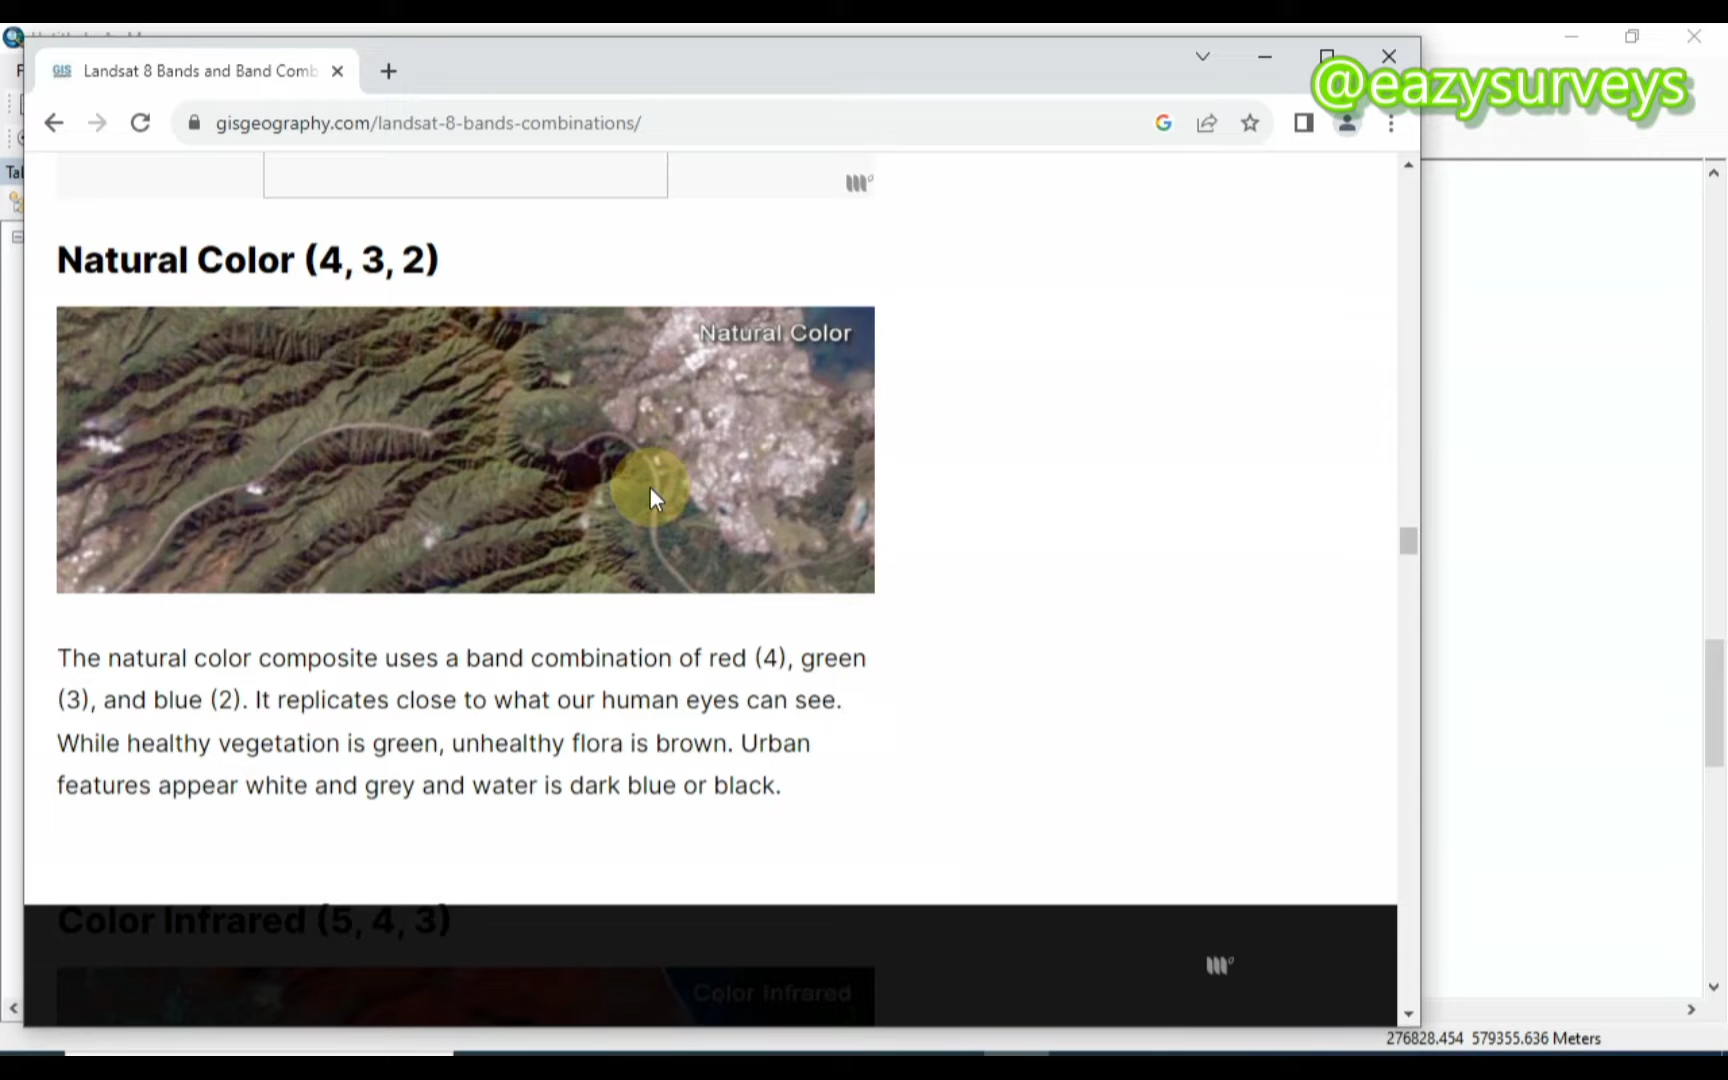 @eazysurveys
GIS
Landsat 8 Bands and Band Comb
gisgeography.com/landsat-8-bands-combinations/
Natural Color (4, 3, 2)
Natural Color
The natural color composite uses a band combination of red (4), green
(3), and blue (2). It replicates close to what our human eyes can see.
While healthy vegetation is green, unhealthy flora is brown. Urban
features appear white and grey and water is dark blue or black.
Color Infrared (5, 4, 3)
Color Infrared
276828.454 579355.636 Meters